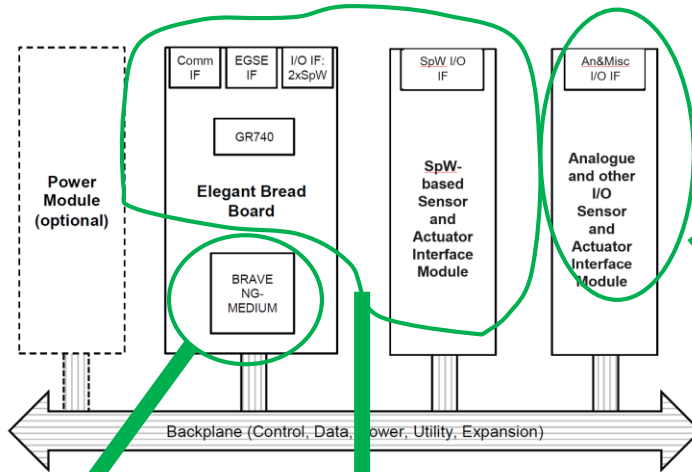 Comm
IF
EGSE
IF
I/O IF:
2xSpW
SpW I/O
IF
An&Misc
I/O IF
GR740
Power
Module
(optional)
Elegant Bread
Board
SpW-
based
Sensor
and
Actuator
Interface
Module
Analogue
and other
I/O
Sensor
and
Actuator
Interface
Module
BRAVE
NG-
MEDIUM
Backplane (Control, Data, Power, Utility, Expansion)